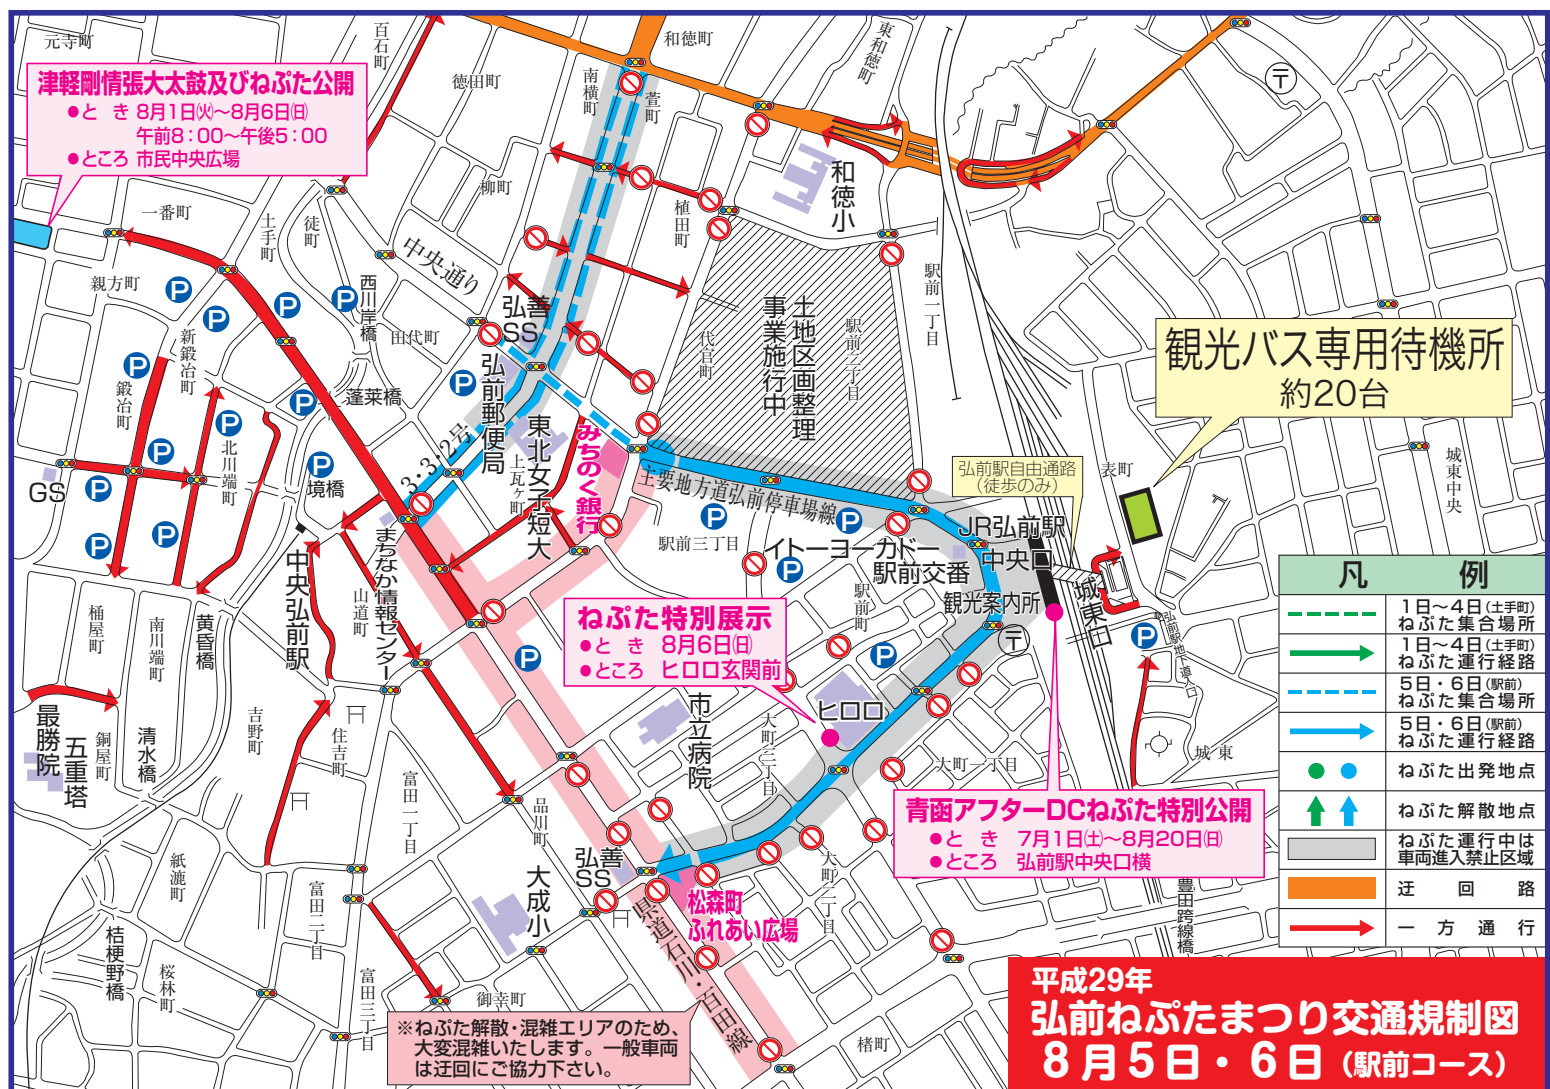 元寺町
百石町
和徳町
東和徳町
津軽剛情張大太鼓及びねぷた公開
●と き 8月1日㈫〜8月6日㈰
午前8：00〜午後5：00
●ところ 市民中央広場
徳田町
南横町
萱町
〒
和徳小
柳町
植田町
一番町
土手町
徒町
中央通り
親方町
西川岸橋
P
P
P
P
弘善
SS
代官町
駅前二丁目
駅前一丁目
土地区画整理
事業施行中
観光バス専用待機所
約20台
新鍛冶町
田代町
P
鍛冶町
P
P
蓬莱橋
P
弘前郵便局
東北女子短大
みちのく銀行
3・3・2号
上瓦ヶ町
北川端町
P
P
境橋
GS
P
P
P
主要地方道弘前停車場線
弘前駅自由通路
（徒歩のみ）
表町
城東中央
P
P
駅前三丁目
イトーヨーカドー
P
駅前交番
JR弘前駅
中央口
観光案内所
城東口
P
弘前駅地下道入口
〒
まちなか情報センター
中央弘前駅
山道町
桶屋町
南川端町
黄昏橋
駅前町
P
P
ねぷた特別展示
●と き 8月6日㈰
●ところ ヒロロ玄関前
ヒロロ
市立病院
大町三丁目
大町一丁目
城東
最勝院
五重塔
銅屋町
清水橋
吉野町
住吉町
富田一丁目
品川町
青函アフターDCねぷた特別公開
●と き 7月1日㈯〜8月20日㈰
●ところ 弘前駅中央口横
弘善
SS
大成小
松森町
ふれあい広場
大町二丁目
豊田跨線橋
県道石川・百田線
紙漉町
富田二丁目
桔梗野橋
桜林町
富田三丁目
御幸町
楮町
※ねぷた解散・混雑エリアのため、
大変混雑いたします。一般車両
は迂回にご協力下さい。
凡 例
1日〜4日（土手町）
ねぷた集合場所
1日〜4日（土手町）
ねぷた運行経路
5日・6日（駅前）
ねぷた集合場所
5日・6日（駅前）
ねぷた運行経路
ねぷた出発地点
ねぷた解散地点
ねぷた運行中は
車両進入禁止区域
迂回路
一方通行
平成29年
弘前ねぷたまつり交通規制図
8月5日・6日（駅前コース）